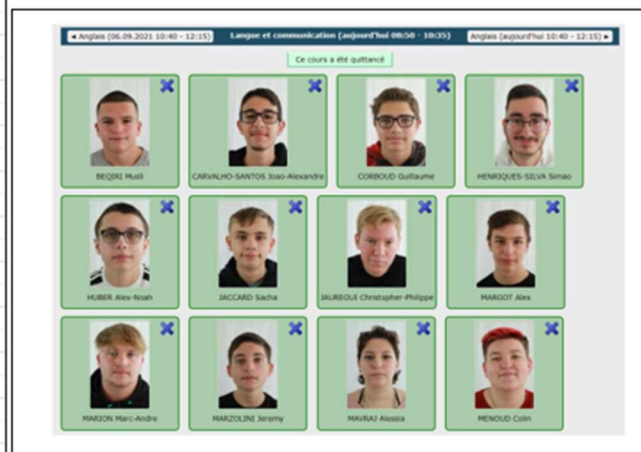 ◄ Anglais (06.09.2021 10:40 - 12:15) Langue et communication (aujourd'hui 08:50 - 10:35) Anglais (aujourd'hui 10:40 - 12:15) ►
Ce cours a été quittancé
BEQIRI Musli CARVALHO-SANTOS Joao-Alexandre CORBOUD Guillaume HENRIQUES-SILVA Simao
HUBER Alex-Noah JACCARD Sacha JAUREGUI Christopher-Philippe MARGOT Alex
MARION Marc-Andre MARZOLINI Jeremy MAVRAJ Alessia MENOUD Colin